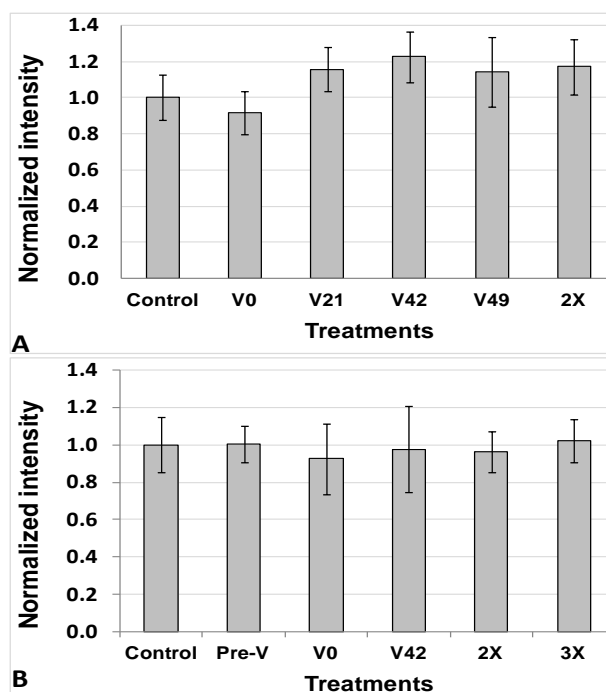 Normalized intensity
1.4
1.2
1.0
0.8
0.6
0.4
0.2
0.0
Control V0 V21 V42 V49 2X
Treatments
A
Normalized intensity
1.4
1.2
1.0
0.8
0.6
0.4
0.2
0.0
Control Pre-V V0 V42 2X 3X
Treatments
B